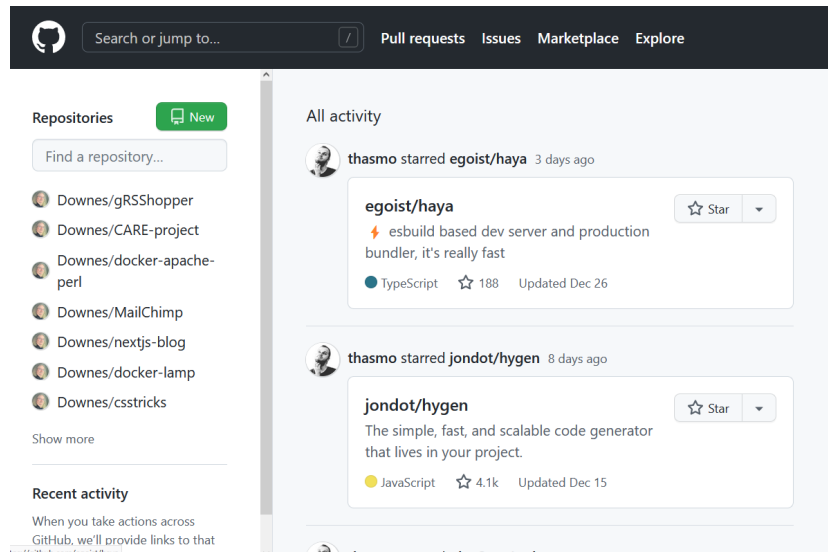 Search or jump to... /
Pull requests Issues Marketplace Explore
Repositories
New
Find a repository...
Downes/gRSShopper
Downes/CARE-project
Downes/docker-apache-
perl
Downes/MailChimp
Downes/nextjs-blog
Downes/docker-lamp
Downes/csstricks
Show more
Recent activity
When you take actions across
GitHub, we'll provide links to that
All activity
thasmo starred egoist/haya 3 days ago
egoist/haya
Star
esbuild based dev server and production
bundler, it's really fast
TypeScript 188 Updated Dec 26
thasmo starred jondot/hygen 8 days ago
jondot/hygen
Star
The simple, fast, and scalable code generator
that lives in your project.
JavaScript 4.1k Updated Dec 15